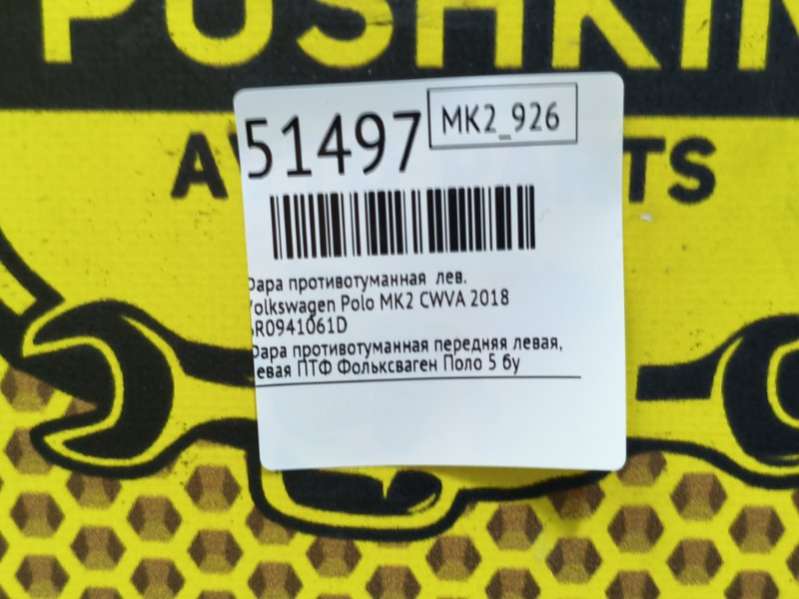 PUSHKIN
51497
MK2_926
TS
Фара противотуманная лев.
Volkswagen Polo MK2 CWVA 2018
6R0941061D
Фара противотуманная передняя левая,
левая ПТФ Фольксваген Поло 5 бу